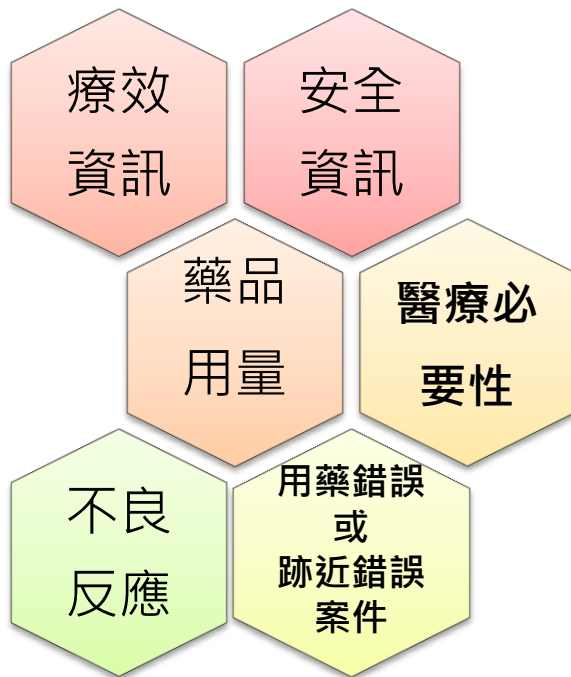 療效
資訊
安全
資訊
藥品
用量
醫療必
要性
不良
反應
用藥錯誤
或
跡近錯誤
案件